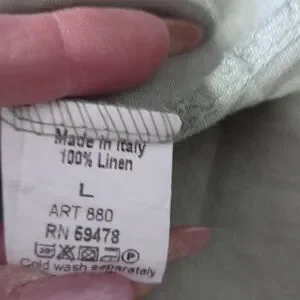 Made in Italy
100% Linen
L
ART 880
RN 59478
Cold wash separately